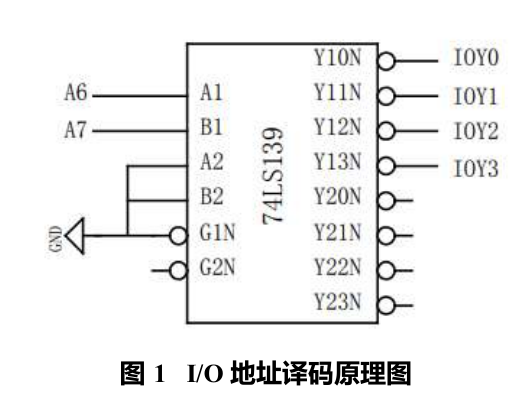 Y10N IOY0
A6 A1 Y11N IOY1
A7 B1 Y12N IOY2
A2 Y13N IOY3
B2 Y20N
GND G1N Y21N
G2N Y22N
Y23N
74LS139
图 1 I/O 地址译码原理图